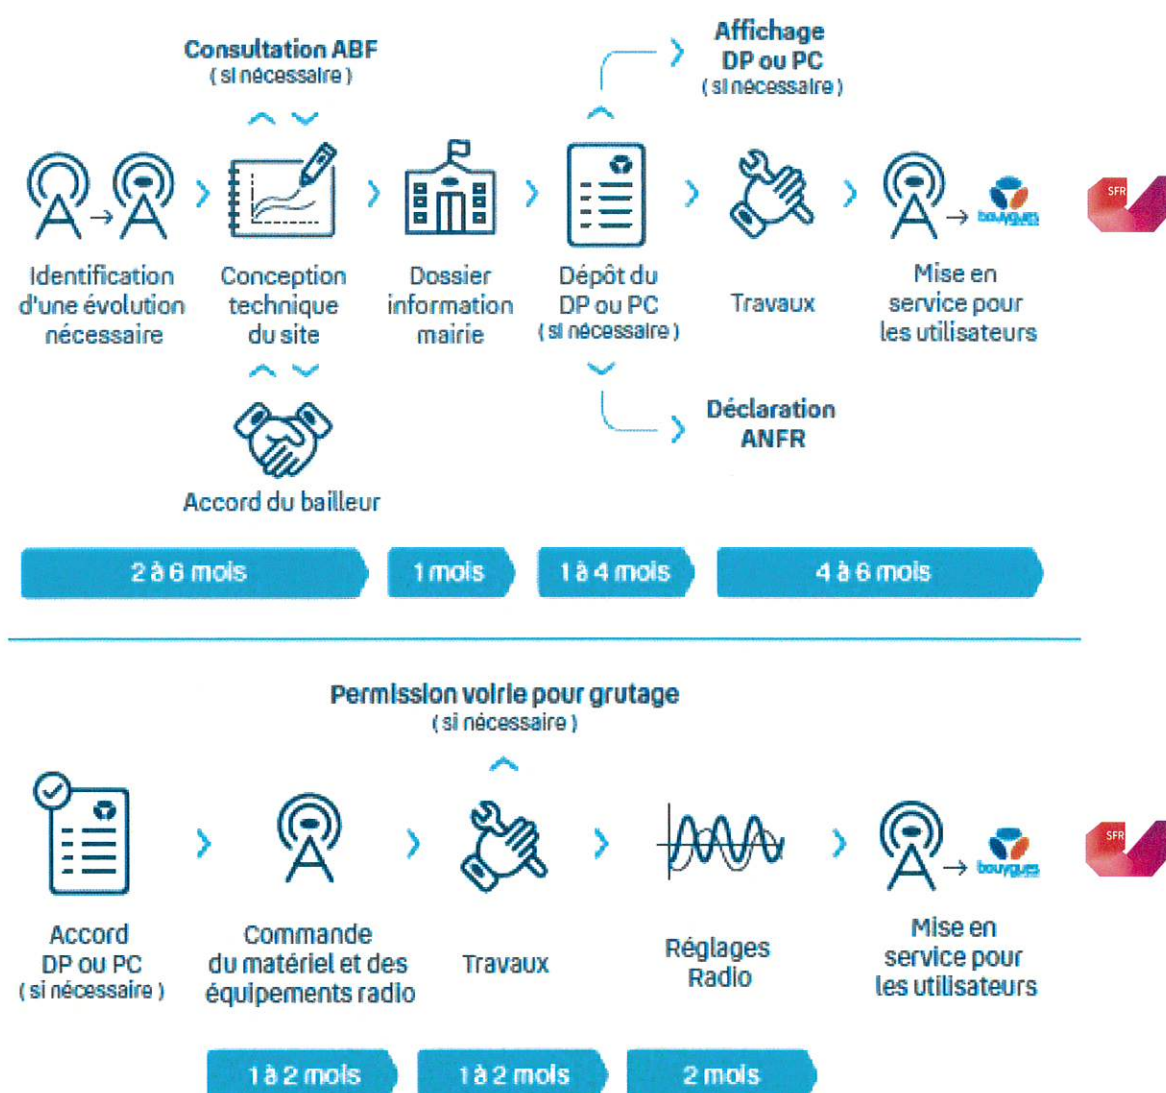 Consultation ABF
( si nécessaire )
Affichage
DP ou PC
( si nécessaire )
Identification
d'une évolution
nécessaire
Conception
technique
du site
Dossier
information
mairie
Dépôt du
DP ou PC
( si nécessaire )
Travaux
Mise en
service pour
les utilisateurs
bouygues
SFR
Accord du bailleur
Déclaration
ANFR
2 à 6 mois
1 mois
1 à 4 mois
4 à 6 mois
Permission voirie pour grutage
( si nécessaire )
Accord
DP ou PC
( si nécessaire )
Commande
du matériel et des
équipements radio
Travaux
Réglages
Radio
Mise en
service pour
les utilisateurs
bouygues
SFR
1 à 2 mois
1 à 2 mois
2 mois